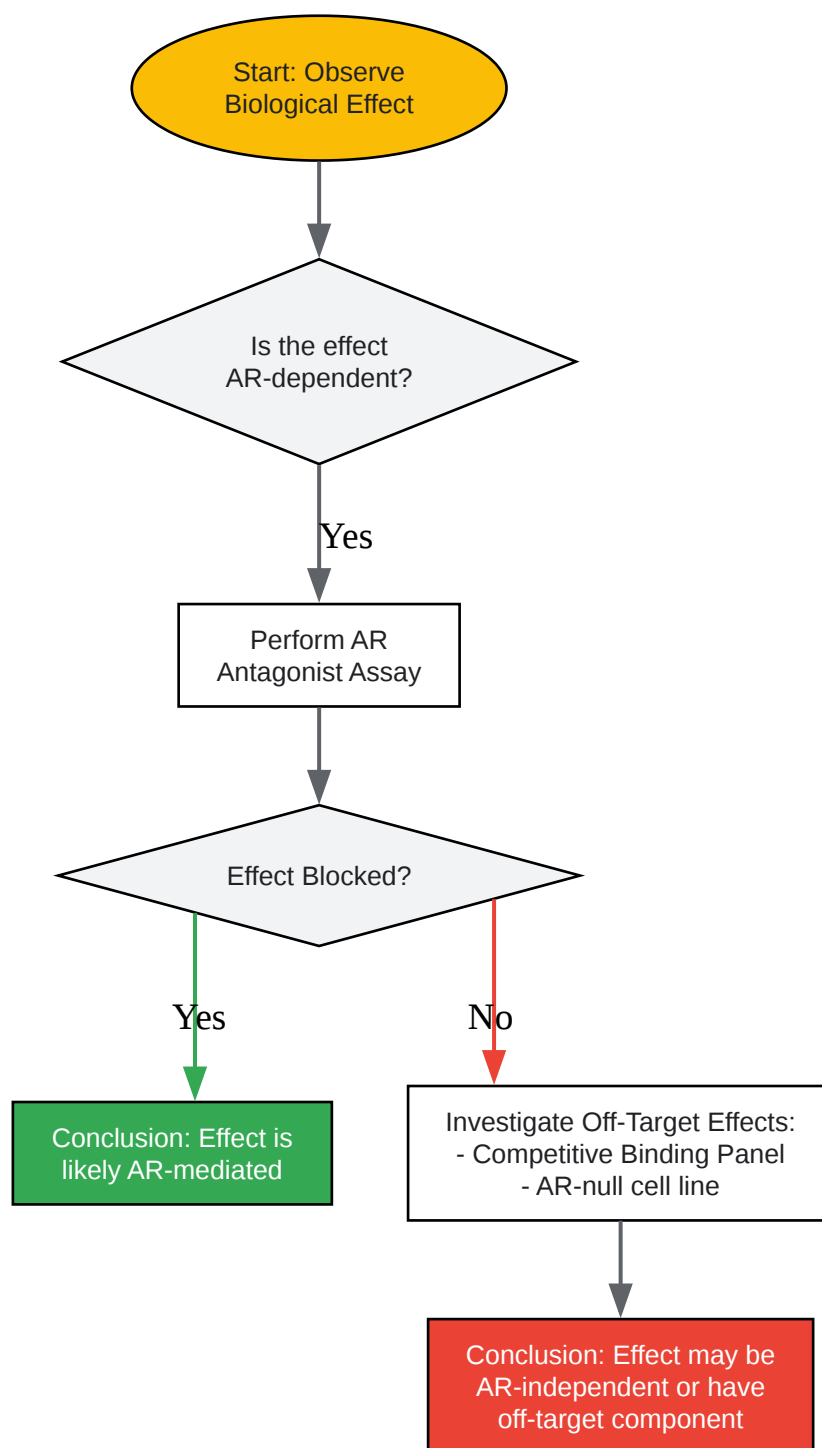 Start: Observe
Biological Effect
Is the effect
AR-dependent?
Yes
Perform AR
Antagonist Assay
Effect Blocked?
Yes
No
Conclusion: Effect is
likely AR-mediated
Investigate Off-Target Effects:
- Competitive Binding Panel
- AR-null cell line
Conclusion: Effect may be
AR-independent or have
off-target component